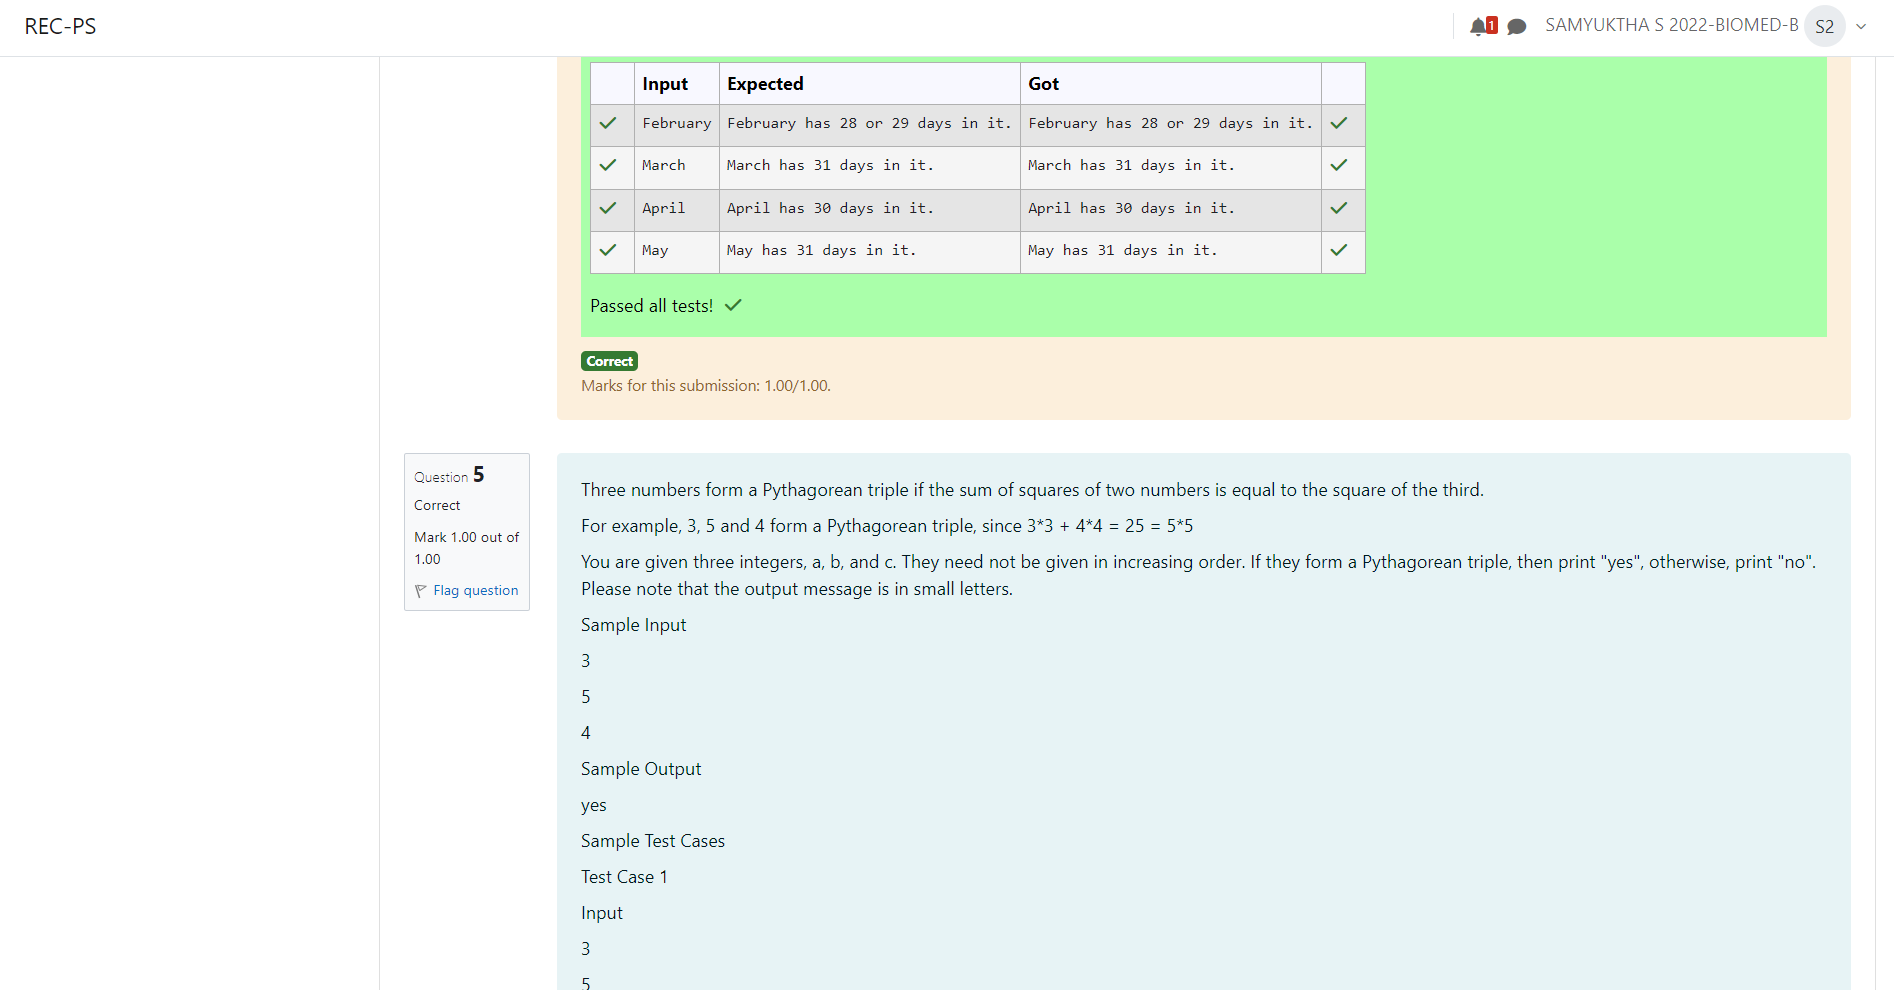 REC-PS
1
SAMYUKTHA S 2022-BIOMED-B
S2
Input Expected Got
February February has 28 or 29 days in it. February has 28 or 29 days in it.
March March has 31 days in it. March has 31 days in it.
April April has 30 days in it. April has 30 days in it.
May May has 31 days in it. May has 31 days in it.
Passed all tests!
Correct
Marks for this submission: 1.00/1.00.
Question 5
Correct
Mark 1.00 out of
1.00
Flag question
Three numbers form a Pythagorean triple if the sum of squares of two numbers is equal to the square of the third.
For example, 3, 5 and 4 form a Pythagorean triple, since 3*3 + 4*4 = 25 = 5*5
You are given three integers, a, b, and c. They need not be given in increasing order. If they form a Pythagorean triple, then print "yes", otherwise, print "no".
Please note that the output message is in small letters.
Sample Input
3
5
4
Sample Output
yes
Sample Test Cases
Test Case 1
Input
3
5